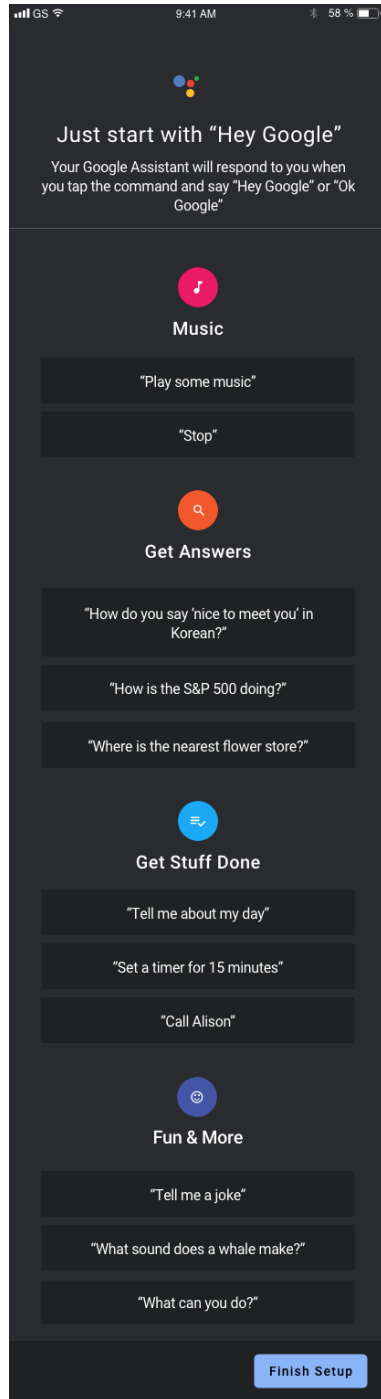 GS 9:41 AM 58 %
Just start with “Hey Google”
Your Google Assistant will respond to you when
you tap the command and say “Hey Google” or “Ok
Google”
Music
“Play some music”
“Stop”
Get Answers
“How do you say ‘nice to meet you’ in
Korean?”
“How is the S&P 500 doing?”
“Where is the nearest flower store?”
Get Stuff Done
“Tell me about my day”
“Set a timer for 15 minutes”
“Call Alison”
Fun & More
“Tell me a joke”
“What sound does a whale make?”
“What can you do?”
Finish Setup